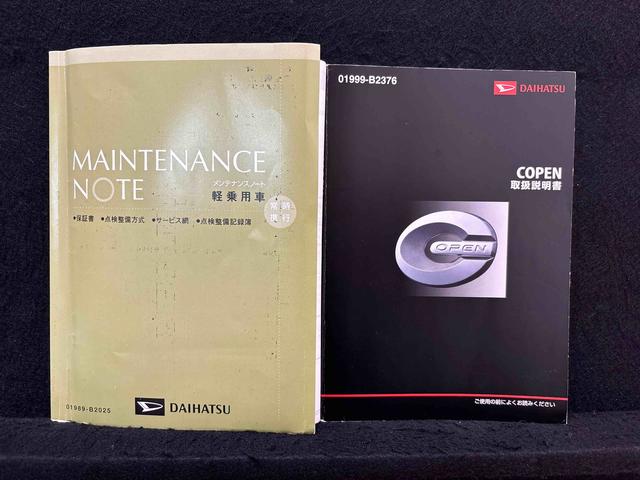 MAINTENANCE
NOTE
メンテナンスノート
軽乗用車
常時
携行
•保証書 •点検整備方式 •サービス網 •点検整備記録簿
01989-B2025
DAIHATSU
01999-B2376
DAIHATSU
COPEN
取扱説明書
OPEN
ご使用の前によくお読みください